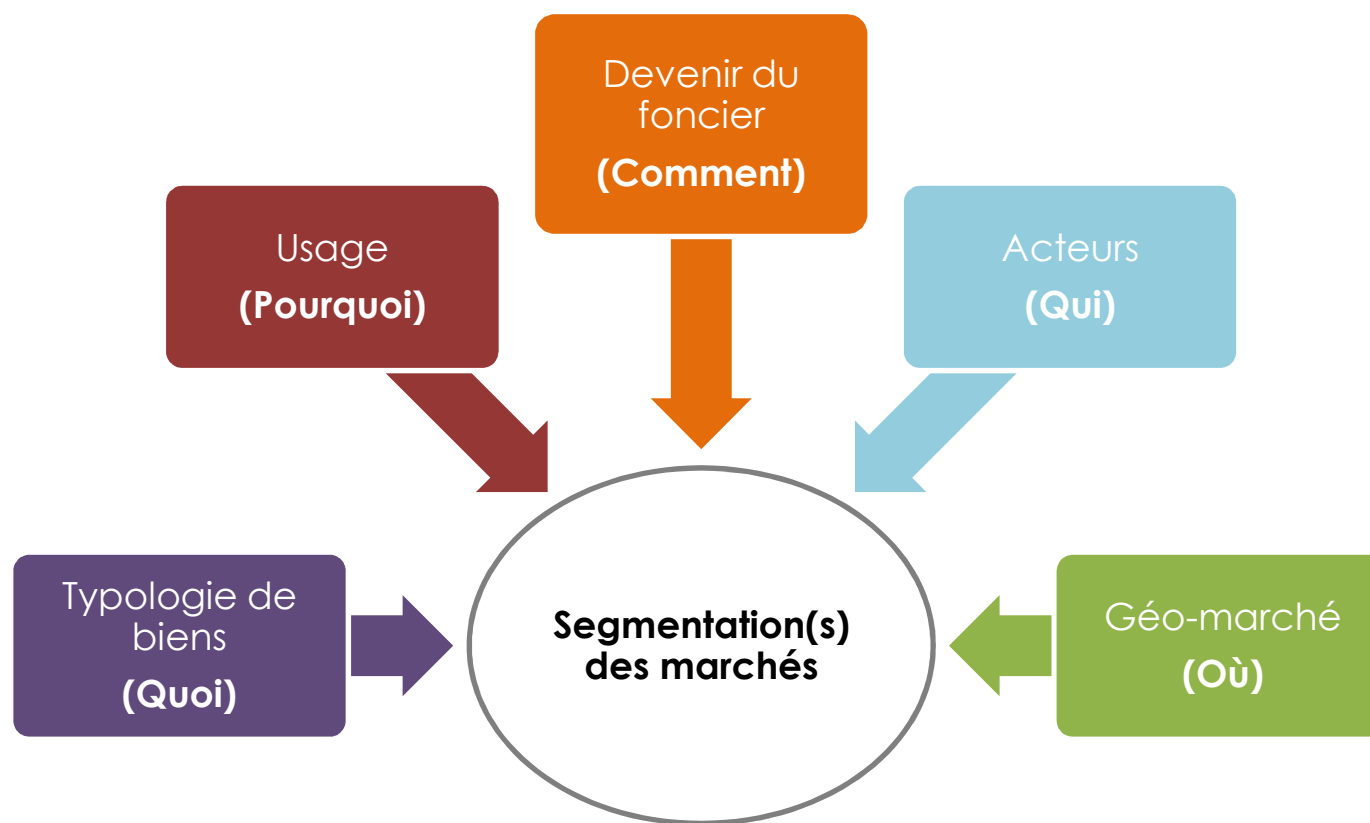 Devenir du
foncier
(Comment)
Usage
(Pourquoi)
Acteurs
(Qui)
Typologie de
biens
(Quoi)
Segmentation(s)
des marchés
Géo-marché
(Où)